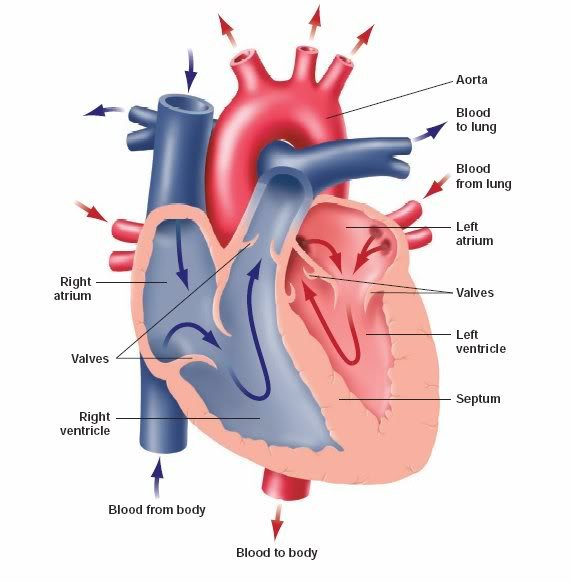 Aorta
Blood
to lung
Blood
from lung
Left
atrium
Right
atrium
Valves
Left
ventricle
Valves
Septum
Right
ventricle
Blood from body
Blood to body